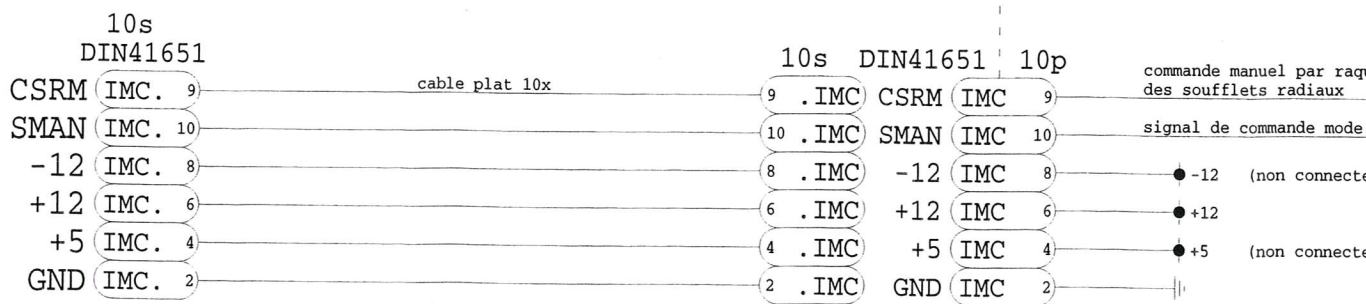 10s
DIN41651
10s DIN41651 10p
CSRM IMC. 9 cable plat 10x 9 .IMC CSRM IMC 9 commande manuel par
des soufflets radiaux
SMAN IMC. 10 10 .IMC SMAN IMC 10 signal de commande mode
-12 IMC. 8 8 .IMC -12 IMC 8 -12 (non
+12 IMC. 6 6 .IMC +12 IMC 6 +12
+5 IMC. 4 4 .IMC +5 IMC 4 +5 (non
GND IMC. 2 2 .IMC GND IMC 2